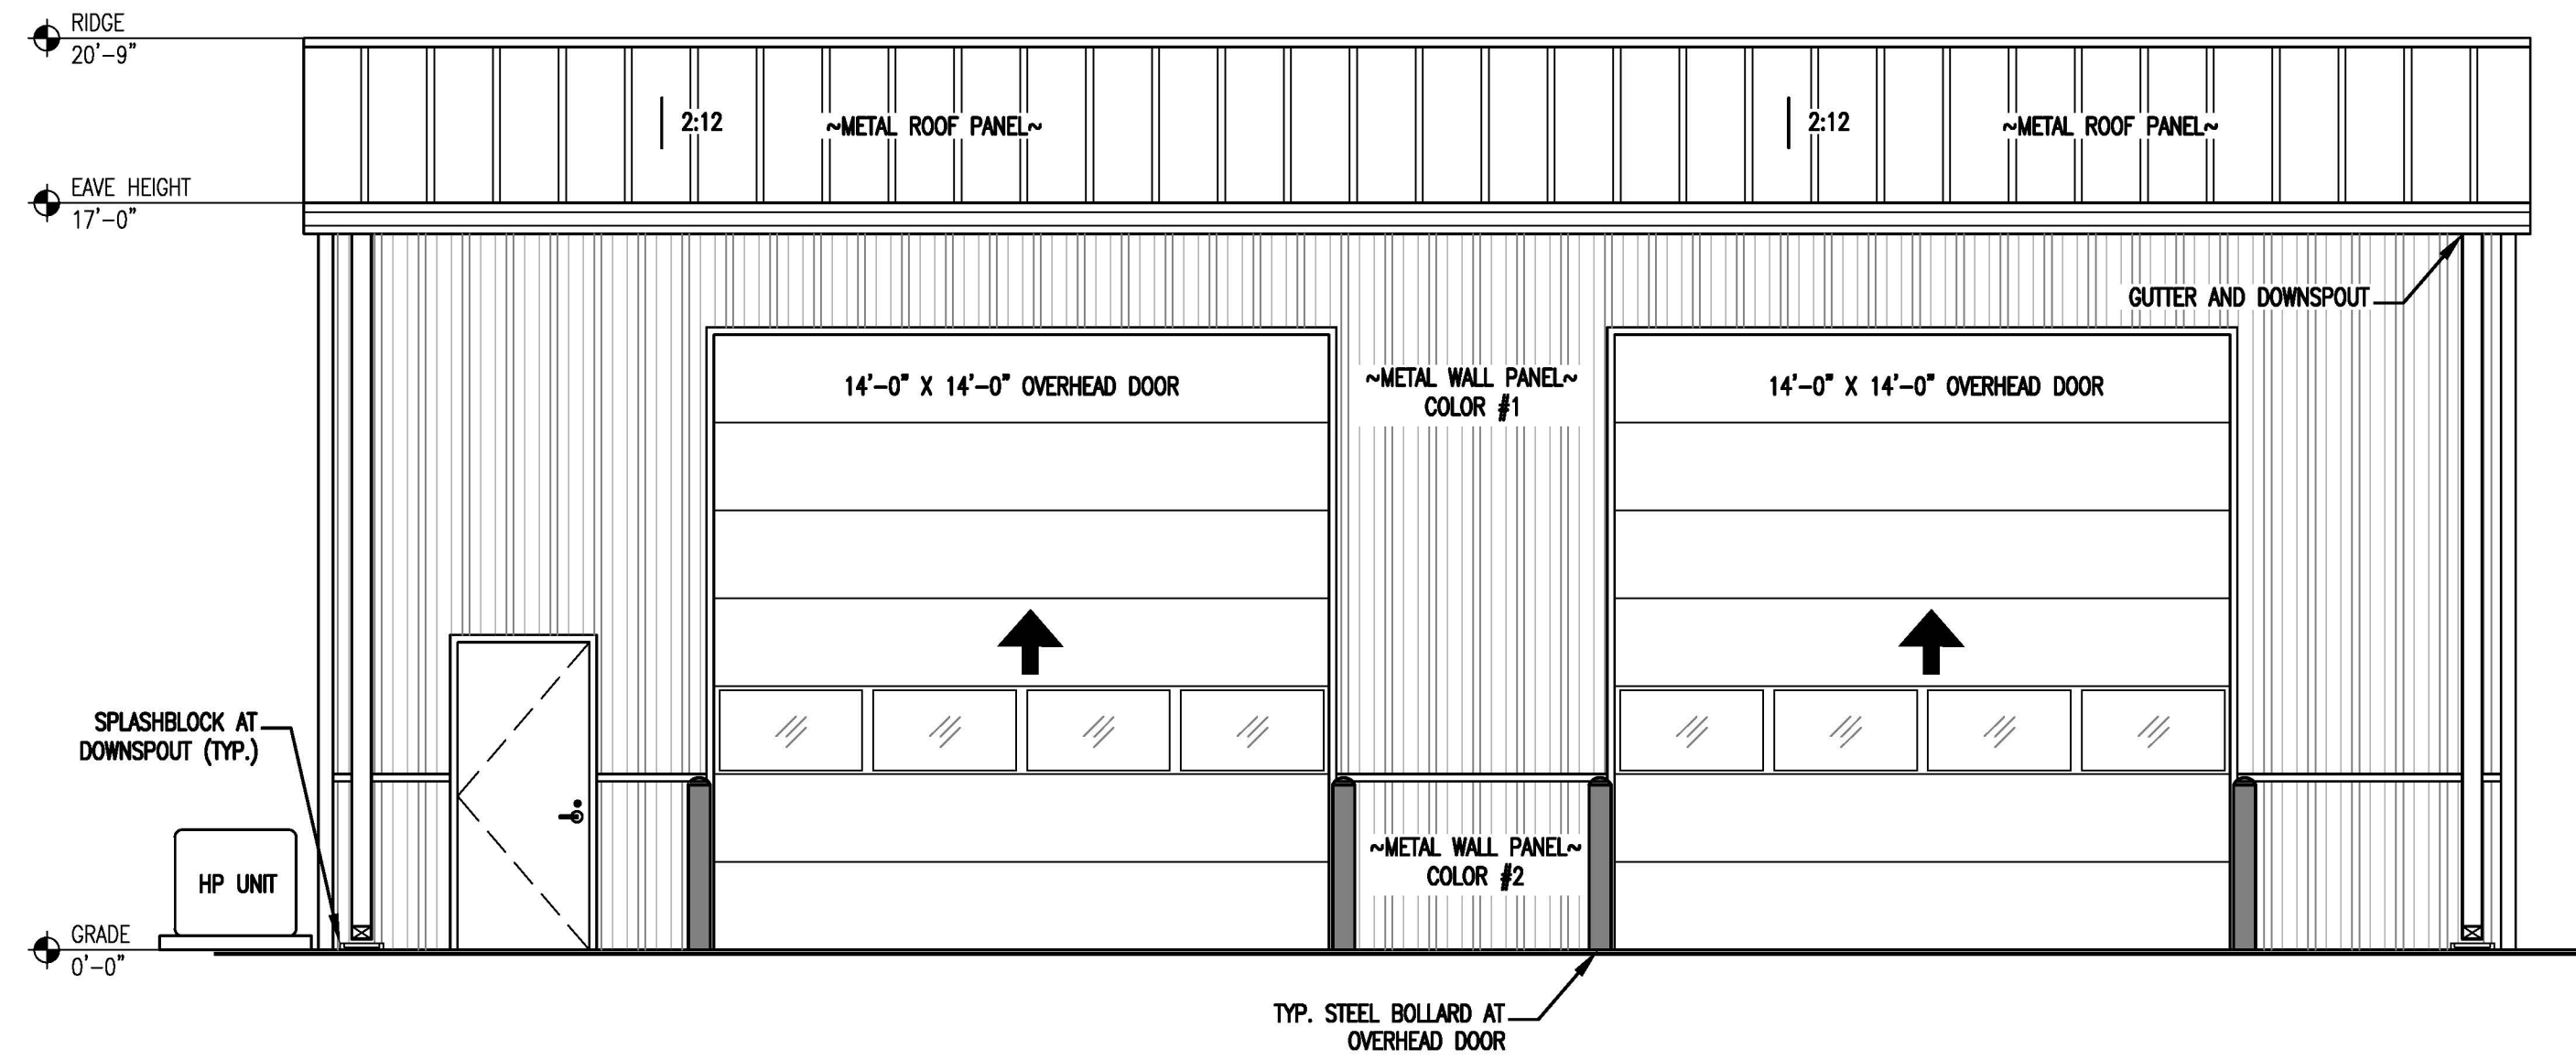 RIDGE
20'-9"
2:12
~METAL ROOF PANEL~
2:12
~METAL ROOF PANEL~
EAVE HEIGHT
17'-0"
GUTTER AND DOWNSPOUT
14'-0" X 14'-0" OVERHEAD DOOR
~METAL WALL PANEL~
COLOR #1
14'-0" X 14'-0" OVERHEAD DOOR
SPLASHBLOCK AT
DOWNSPOUT (TYP.)
~METAL WALL PANEL~
COLOR #2
HP UNIT
GRADE
0'-0"
TYP. STEEL BOLLARD AT
OVERHEAD DOOR